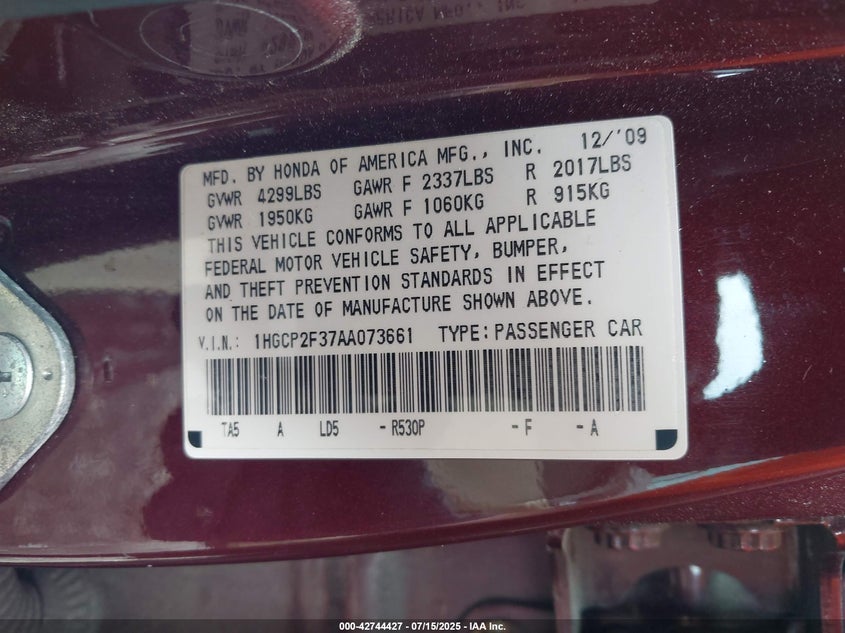 MFD. BY HONDA OF AMERICA MFG., INC. 12/'09
GVWR 4299LBS GAWR F 2337LBS R 2017LBS
GVWR 1950KG GAWR F 1060KG R 915KG
THIS VEHICLE CONFORMS TO ALL APPLICABLE
FEDERAL MOTOR VEHICLE SAFETY, BUMPER,
AND THEFT PREVENTION STANDARDS IN EFFECT
ON THE DATE OF MANUFACTURE SHOWN ABOVE.
V.I.N.: 1HGCP2F37AA073661 TYPE:PASSENGER CAR
TA5 A LD5 -R530P -F -A
000-42744427 - 07/15/2025 - IAA Inc.